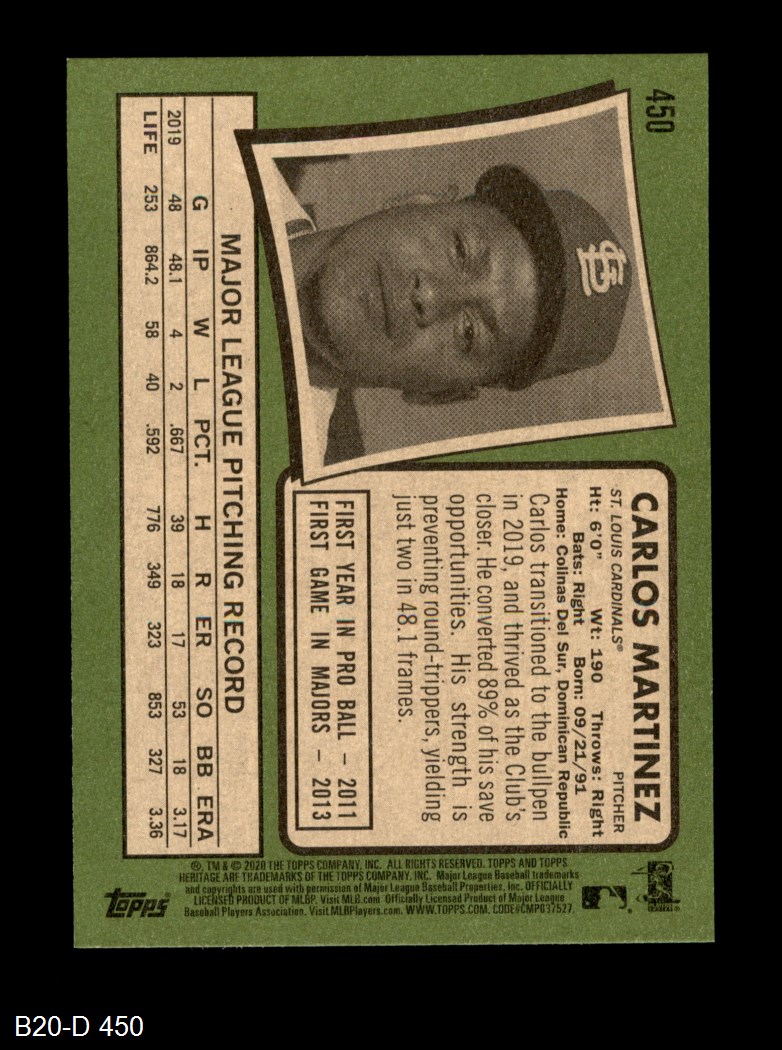 450
CARLOS MARTINEZ
ST. LOUIS CARDINALS® PITCHER
Ht: 6'0" Wt: 190 Throws: Right
Bats: Right Born: 09/21/91
Home: Colinas Del Sur, Dominican Republic
Carlos transitioned to the bullpen
in 2019, and thrived as the Club's
closer. He converted 89% of his save
opportunities. His strength is
preventing round-trippers, yielding
just two in 48.1 frames.
FIRST YEAR IN PRO BALL – 2011
FIRST GAME IN MAJORS – 2013
MAJOR LEAGUE PITCHING RECORD
G IP W L PCT. H R ER SO BB ERA
2019 48 48.1 4 2 .667 39 18 17 53 18 3.17
LIFE 253 864.2 58 40 .592 776 349 323 853 327 3.36
®, TM & © 2020 THE TOPPS COMPANY, INC. ALL RIGHTS RESERVED. TOPPS AND TOPPS
HERITAGE ARE TRADEMARKS OF THE TOPPS COMPANY, INC. Major League Baseball trademarks
and copyrights are used with permission of Major League Baseball Properties, Inc. OFFICIALLY
LICENSED PRODUCT OF MLBP. Visit MLB.com Officially Licensed Product of Major League
Baseball Players Association. Visit MLBPlayers.com. WWW.TOPPS.COM. CODE#CMP037527
topps
B20-D 450